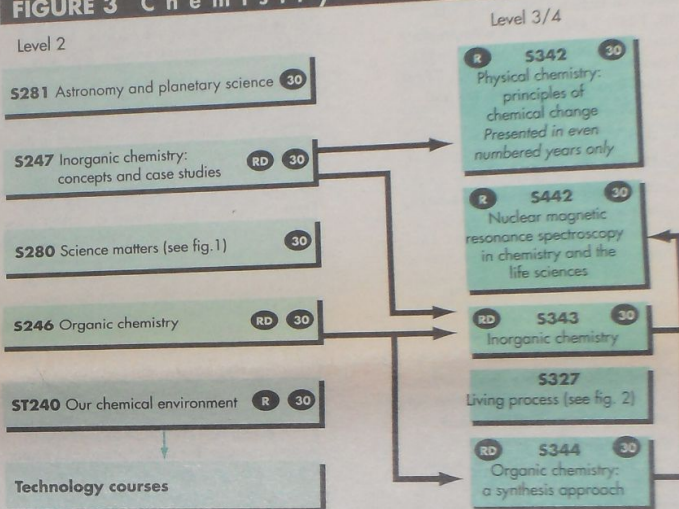 FIGURE 3 Chemistry
Level 2
S281 Astronomy and planetary science 30
S247 Inorganic chemistry: RD 30
concepts and case studies
S280 Science matters (see fig.1) 30
S246 Organic chemistry RD 30
ST240 Our chemical environment R 30
Technology courses
Level 3/4
R S342 30
Physical chemistry:
principles of
chemical change
Presented in even
numbered years only
R S442 30
Nuclear magnetic
resonance spectroscopy
in chemistry and the
life sciences
RD S343 30
Inorganic chemistry
S327
Living process (see fig. 2)
RD S344 30
Organic chemistry:
a synthesis approach